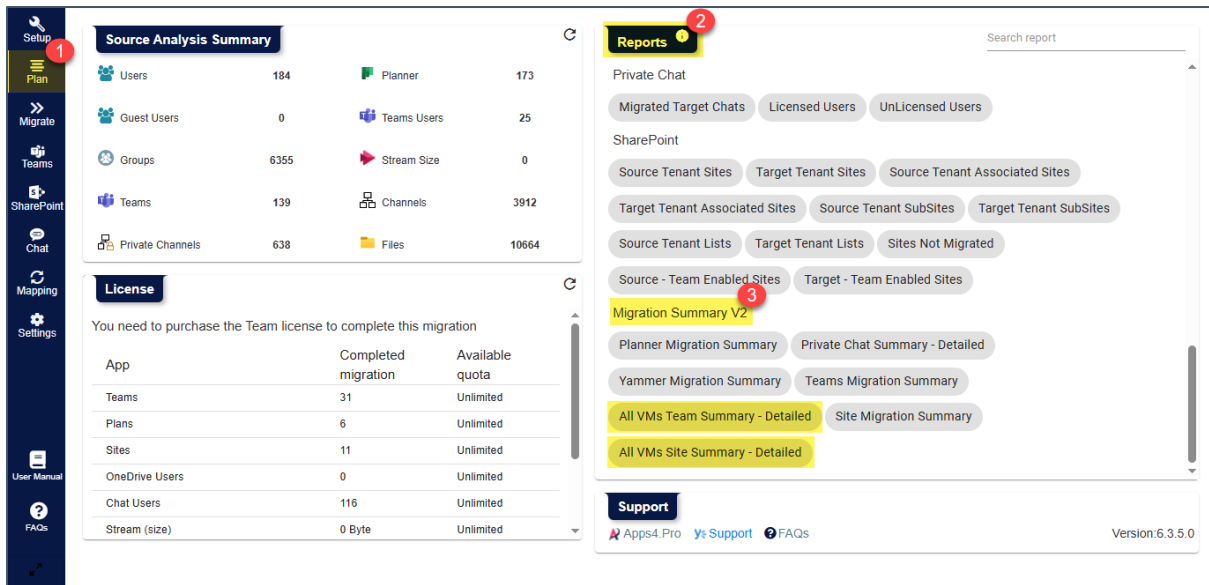 Setup
1
Plan
Migrate
Teams
SharePoint
Chat
Mapping
Settings
User Manual
FAQs
Source Analysis Summary
Users 184 Planner 173
Guest Users 0 Teams Users 25
Groups 6355 Stream Size 0
Teams 139 Channels 3912
Private Channels 638 Files 10664
License
You need to purchase the Team license to complete this migration
App Completed migration Available quota
Teams 31 Unlimited
Plans 6 Unlimited
Sites 11 Unlimited
OneDrive Users 0 Unlimited
Chat Users 116 Unlimited
Stream (size) 0 Byte Unlimited
2
Reports Search report
Private Chat
Migrated Target Chats Licensed Users UnLicensed Users
SharePoint
Source Tenant Sites Target Tenant Sites Source Tenant Associated Sites
Target Tenant Associated Sites Source Tenant SubSites Target Tenant SubSites
Source Tenant Lists Target Tenant Lists Sites Not Migrated
Source - Team Enabled Sites Target - Team Enabled Sites
3
Migration Summary V2
Planner Migration Summary Private Chat Summary - Detailed
Yammer Migration Summary Teams Migration Summary
All VMs Team Summary - Detailed Site Migration Summary
All VMs Site Summary - Detailed
Support
Apps4.Pro Support FAQs Version:6.3.5.0